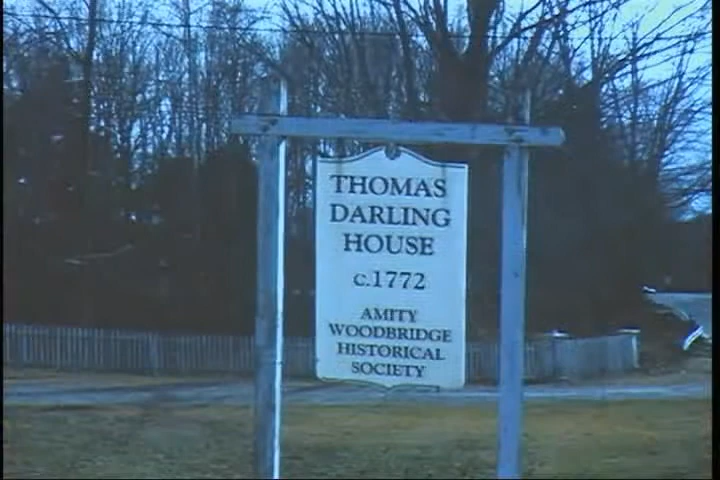 THOMAS
DARLING
HOUSE
c.1772
AMITY
WOODBRIDGE
HISTORICAL
SOCIETY